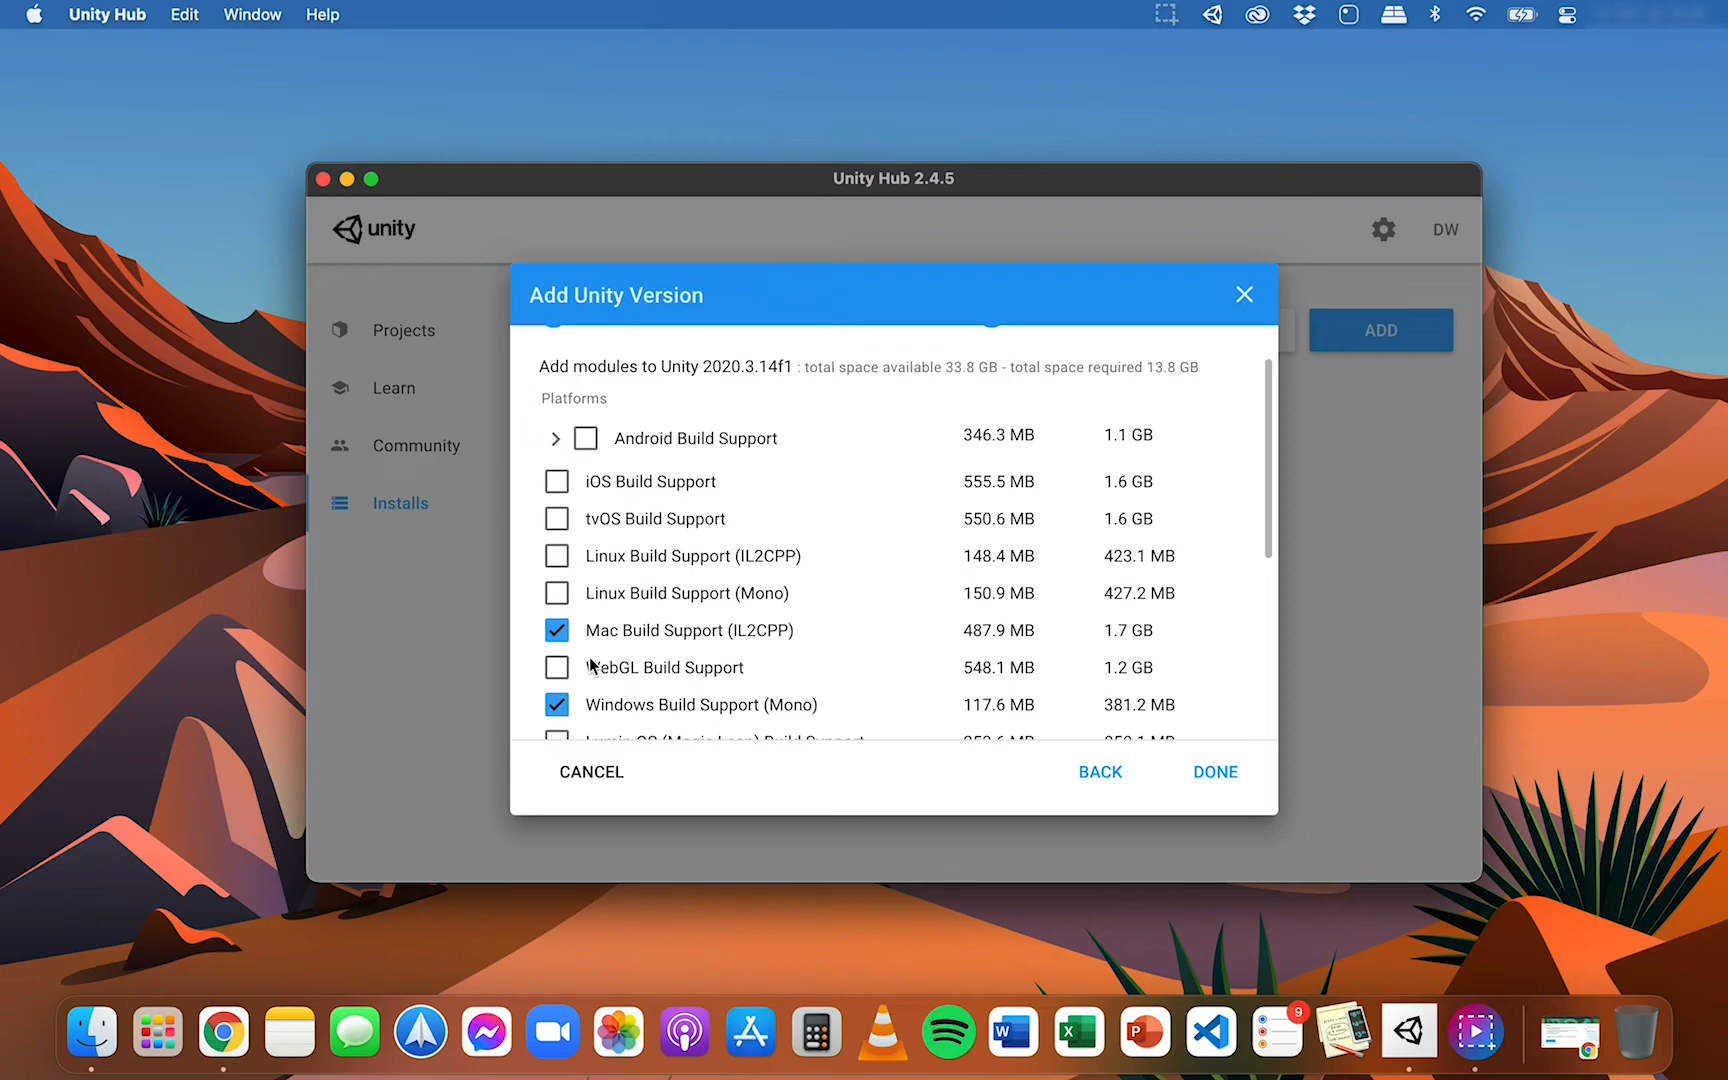 Unity Hub Edit Window Help
Unity Hub 2.4.5
unity
DW
Add Unity Version
Projects
ADD
Learn
Community
Installs
Add modules to Unity 2020.3.14f1 : total space available 33.8 GB - total space required 13.8 GB
Platforms
Android Build Support 346.3 MB 1.1 GB
iOS Build Support 555.5 MB 1.6 GB
tvOS Build Support 550.6 MB 1.6 GB
Linux Build Support (IL2CPP) 148.4 MB 423.1 MB
Linux Build Support (Mono) 150.9 MB 427.2 MB
Mac Build Support (IL2CPP) 487.9 MB 1.7 GB
WebGL Build Support 548.1 MB 1.2 GB
Windows Build Support (Mono) 117.6 MB 381.2 MB
CANCEL BACK DONE
W X P 9